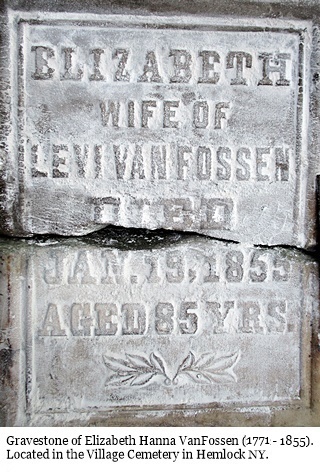 ELIZABETH
WIFE OF
LEVI VAN FOSSEN
DIED
JAN. 19, 1855
AGED 85 YRS.
Gravestone of Elizabeth Hanna VanFossen (1771 - 1855).
Located in the Village Cemetery in Hemlock NY.